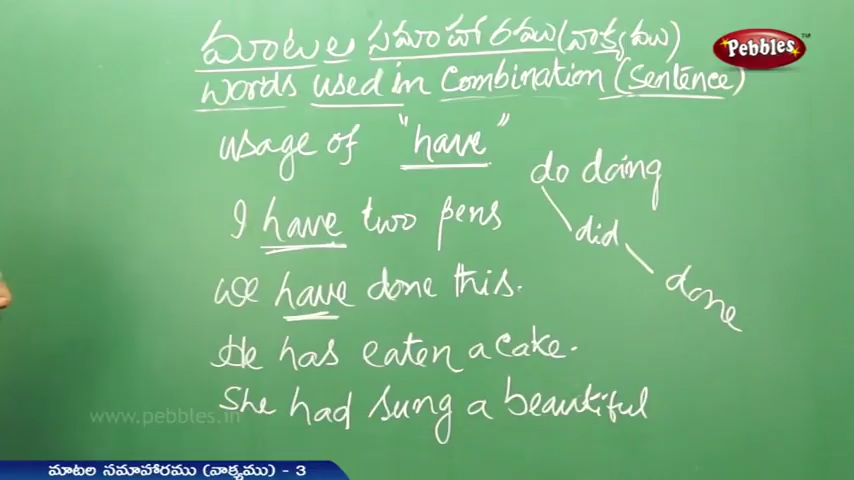 మాటల సమాహారము (వాక్యము)
Pebbles™
words used in Combination (sentence)
usage of "have"
do doing
did
done
I have two pens
we have done this.
He has eaten a cake.
She had sung a beautiful
www.pebbles.in
మాటల సమాహారము (వాక్యము) - 3